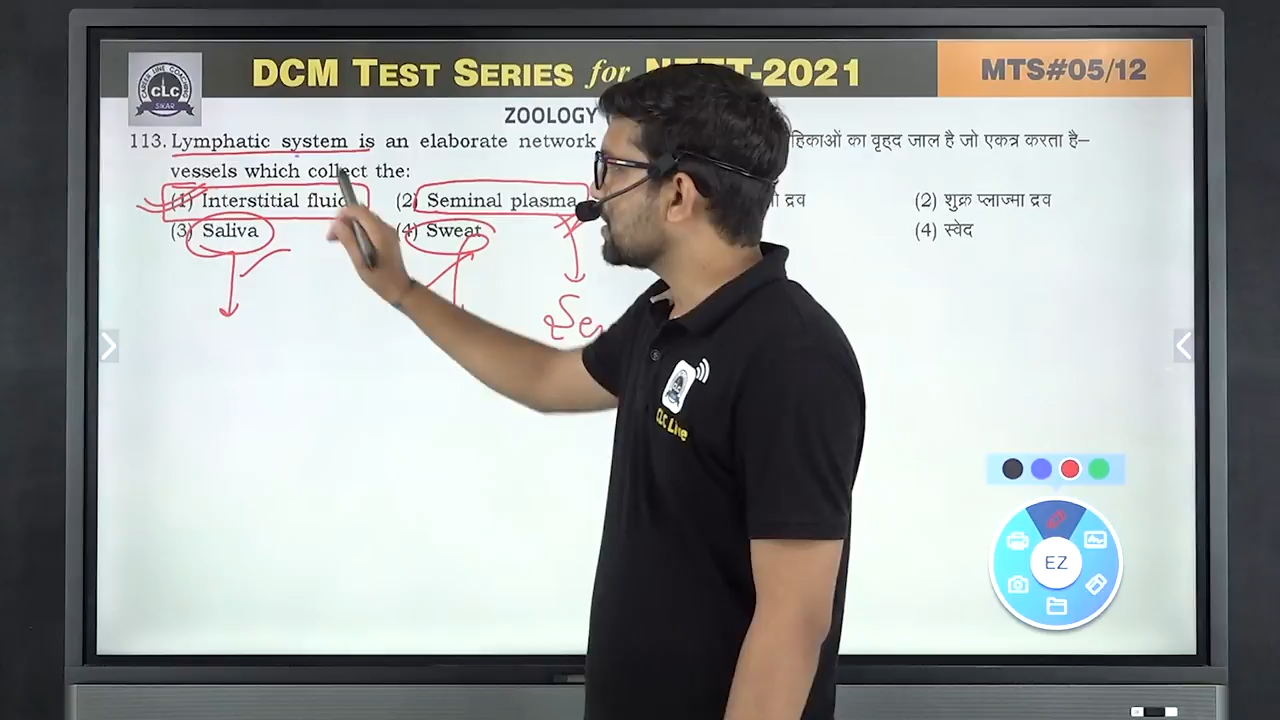 DCM TEST SERIES for NEET-2021
MTS#05/12
CAREER LINE COACHING
CLC
SIKAR
ZOOLOGY
113. Lymphatic system is an elaborate network
vessels which collect the:
(1) Interstitial fluid (2) Seminal plasma
(3) Saliva (4) Sweat
का वृहद जाल है जो एकत्र करता है–
द्रव (2) शुक्र प्लाज्मा द्रव
(4) स्वेद
Se
CLC
EZ